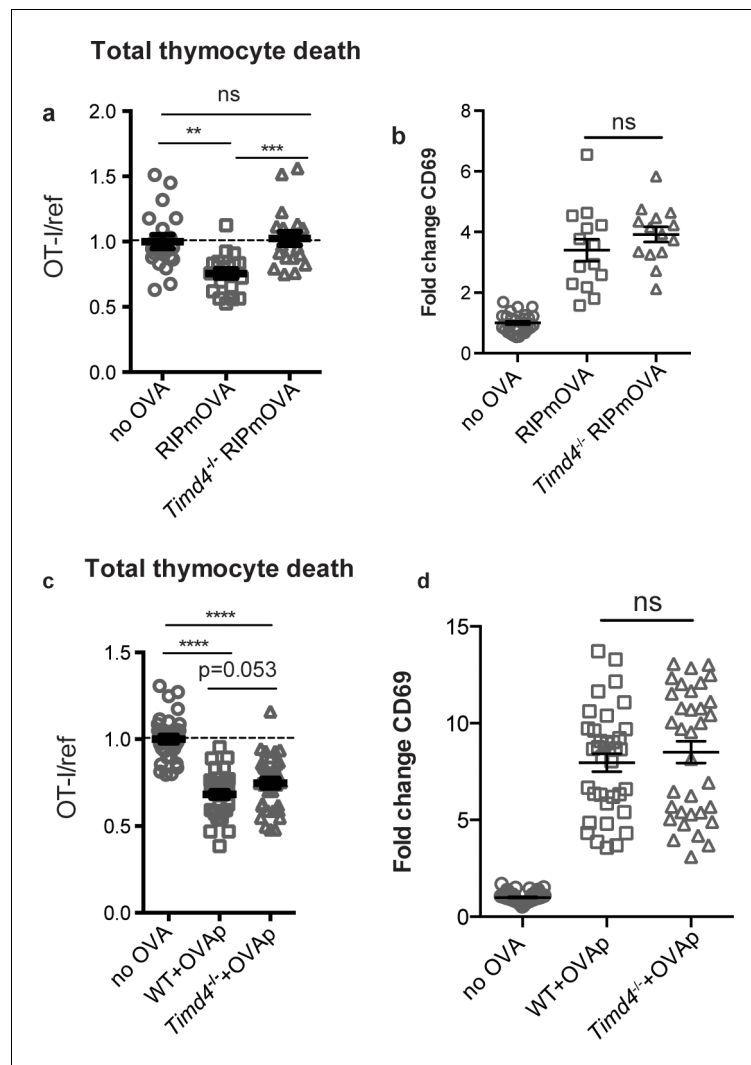 Total thymocyte death
a
ns
**
***
2.0
1.5
1.0
0.5
0.0
OT-I/ref
no OVA
RIPmOVA
Timd4-/- RIPmOVA
b
ns
8
6
4
2
0
Fold change CD69
no OVA
RIPmOVA
Timd4-/- RIPmOVA
c
Total thymocyte death
****
****
p=0.053
1.5
1.0
0.5
0.0
OT-I/ref
no OVA
WT+OVAp
Timd4-/-+OVAp
d
ns
15
10
5
0
Fold change CD69
no OVA
WT+OVAp
Timd4-/-+OVAp